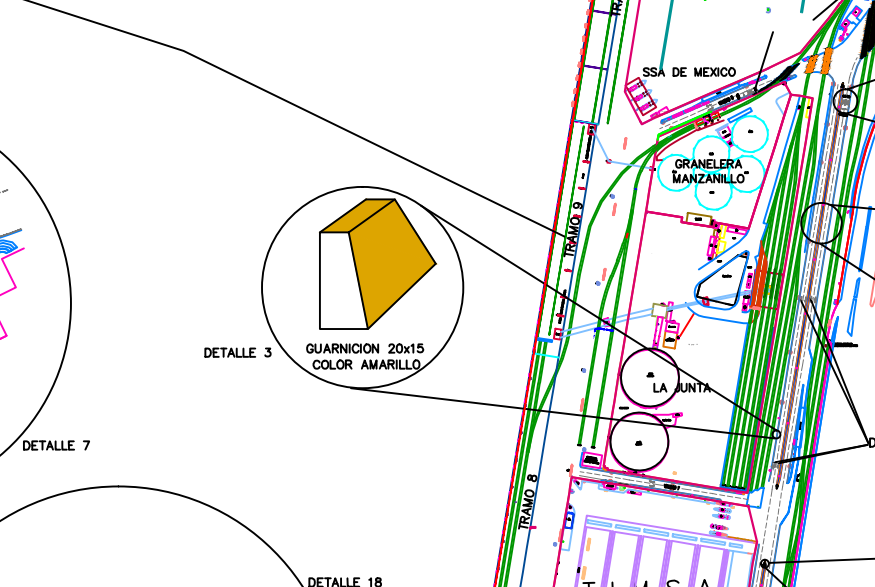 SSA DE MEXICO
GRANELERA
MANZANILLO
TRAMO 9
DETALLE 3
GUARNICION 20x15
COLOR AMARILLO
LA JUNTA
DETALLE 7
TRAMO 8
DETALLE 18